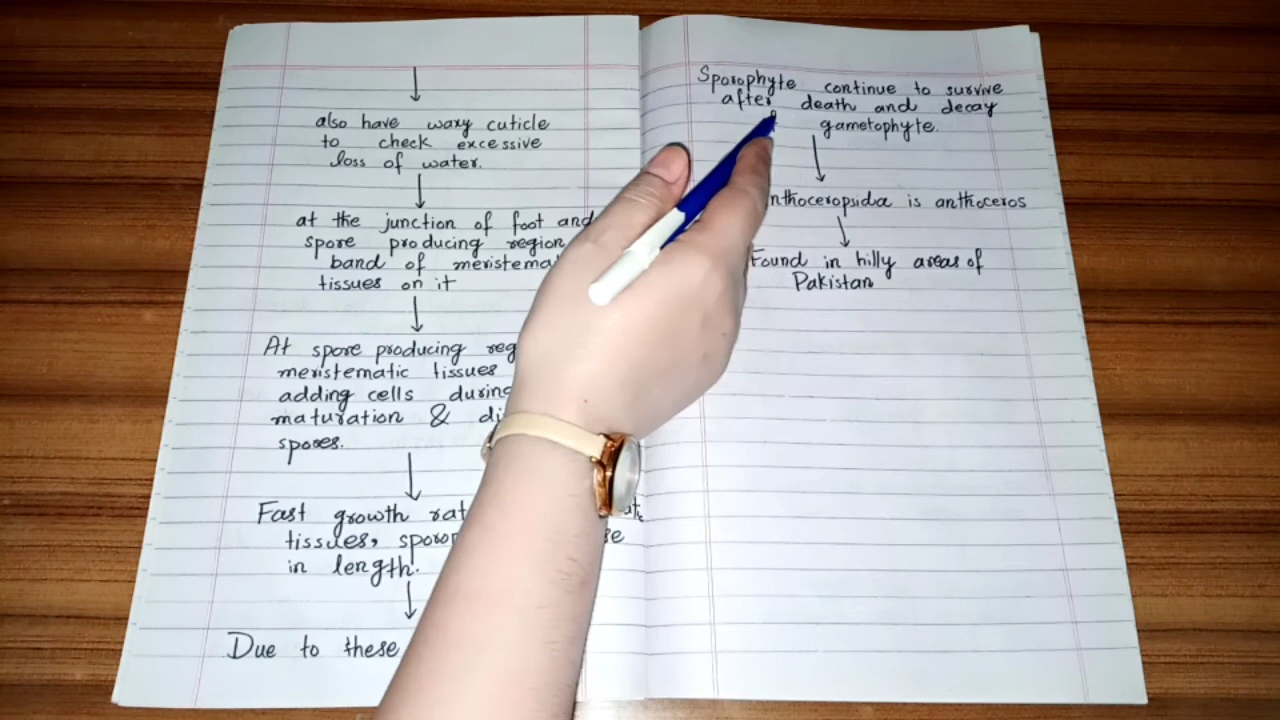 also have waxy cuticle
to check excessive
loss of water.
at the junction of foot and
spore producing region
band of
tissues on it
At spore producing
meristematic tissues
adding cells during
maturation &
spores.
Fast growth
tissues,
in length.
Due to these
Sporophyte continue to survive
after death and decay
gametophyte.
is anthoceros
Found in hilly areas of
Pakistan